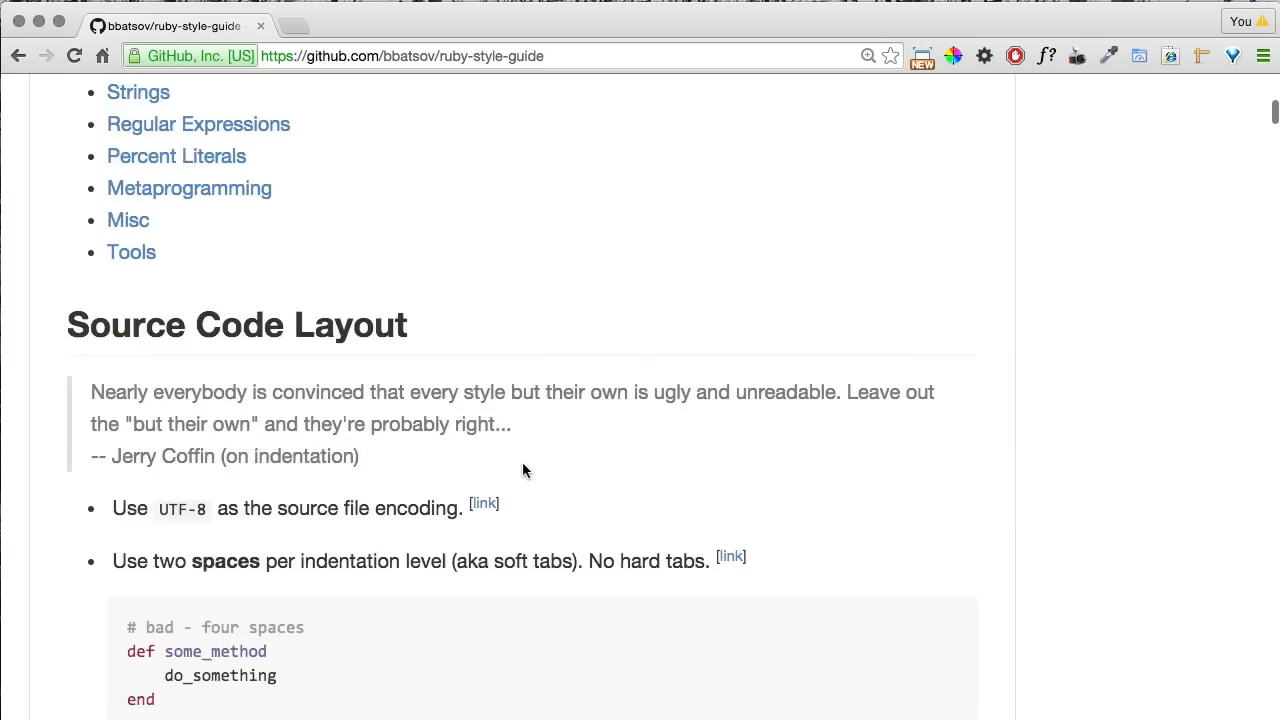 bbatsov/ruby-style-guide
You
GitHub, Inc. [US] https://github.com/bbatsov/ruby-style-guide
NEW
f?
Strings
Regular Expressions
Percent Literals
Metaprogramming
Misc
Tools
Source Code Layout
Nearly everybody is convinced that every style but their own is ugly and unreadable. Leave out
the "but their own" and they're probably right...
-- Jerry Coffin (on indentation)
Use UTF-8 as the source file encoding. [link]
Use two spaces per indentation level (aka soft tabs). No hard tabs. [link]
# bad - four spaces
def some_method
    do_something
end